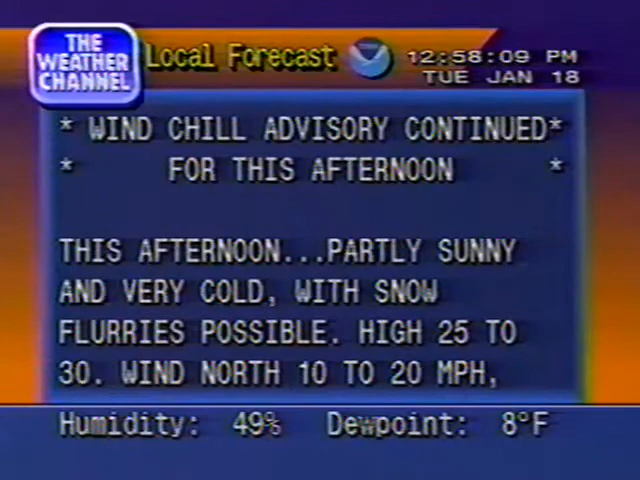 THE
WEATHER
CHANNEL
Local Forecast
12:58:09 PM
TUE JAN 18
* WIND CHILL ADVISORY CONTINUED*
* FOR THIS AFTERNOON *
THIS AFTERNOON...PARTLY SUNNY
AND VERY COLD, WITH SNOW
FLURRIES POSSIBLE. HIGH 25 TO
30. WIND NORTH 10 TO 20 MPH,
Humidity: 49% Dewpoint: 8°F